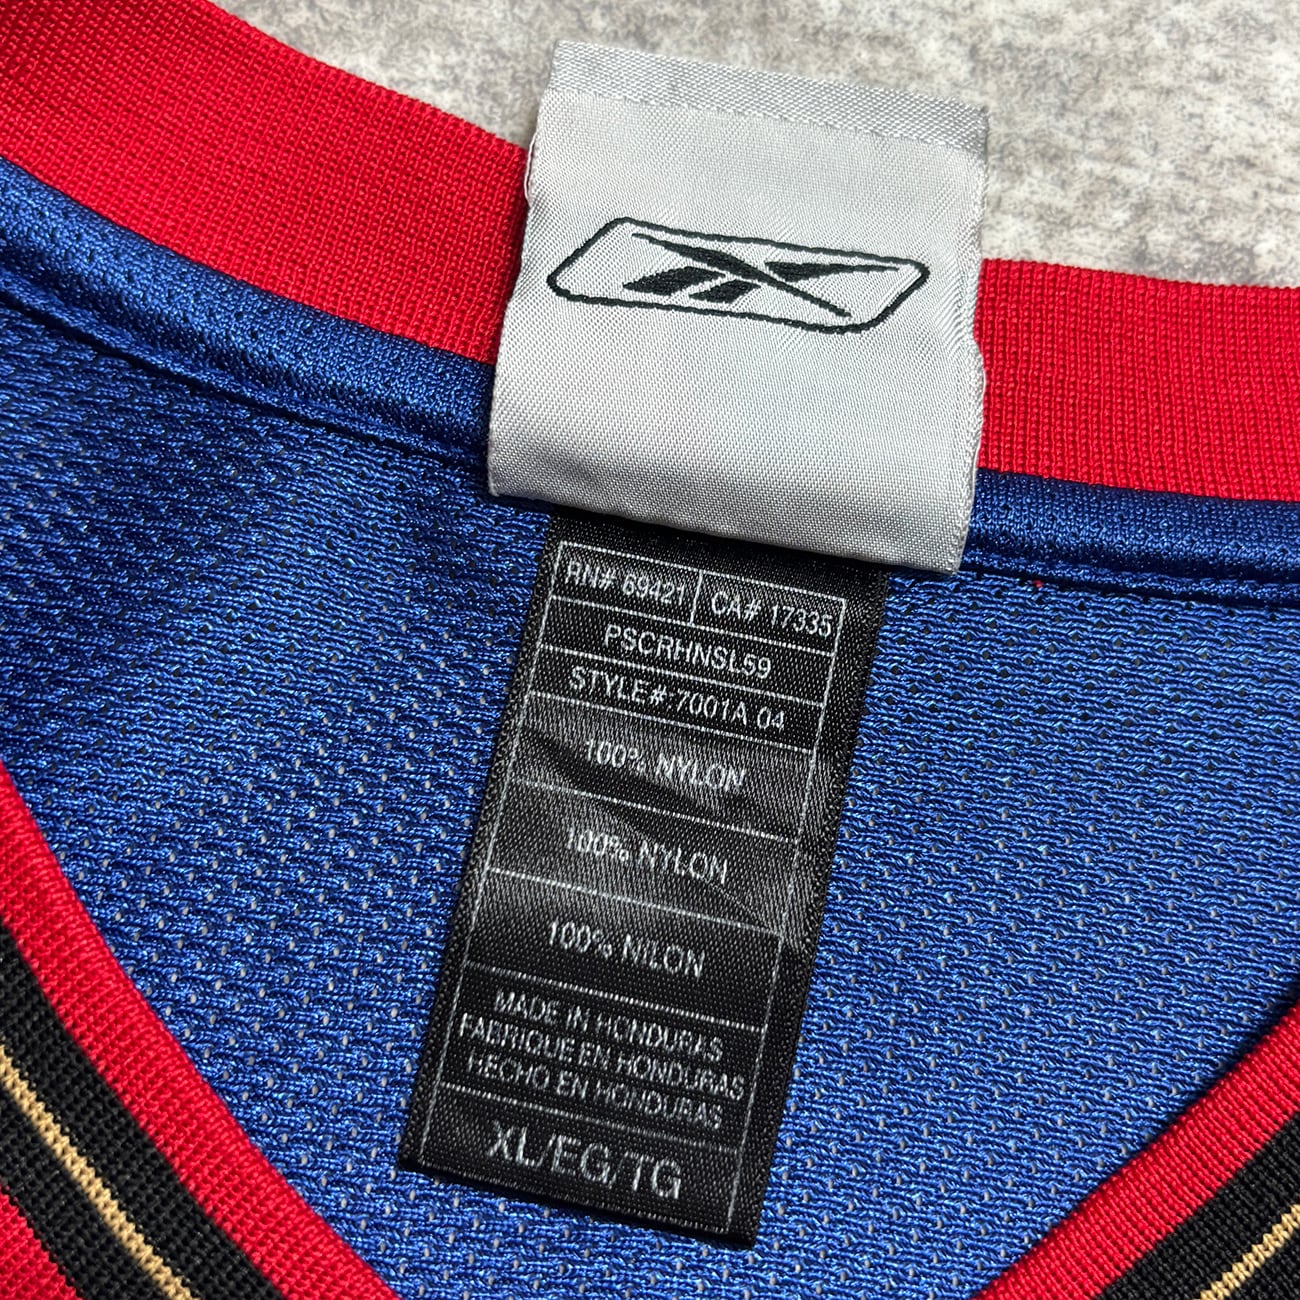 RN# 69421 CA# 17335
PSCRHNSL59
STYLE# 7001A 04
100% NYLON
100% NYLON
100% NILON
MADE IN HONDURAS
FABRIQUE EN HONDURAS
HECHO EN HONDURAS
XL/EG/TG